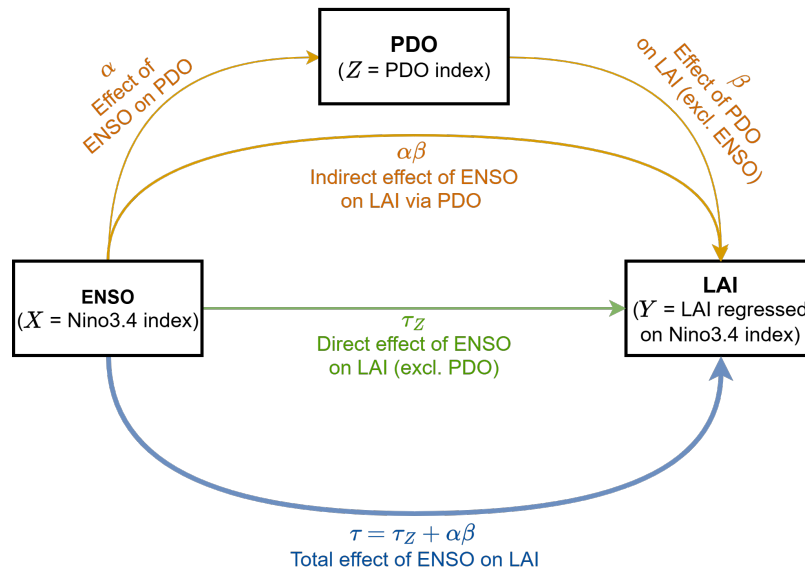 PDO
(Z = PDO index)
α
Effect of
ENSO on PDO
β
Effect of PDO
on LAI (excl. ENSO)
αβ
Indirect effect of ENSO
on LAI via PDO
ENSO
(X = Nino3.4 index)
LAI
(Y = LAI regressed
on Nino3.4 index)
τ_Z
Direct effect of ENSO
on LAI (excl. PDO)
τ = τ_Z + αβ
Total effect of ENSO on LAI